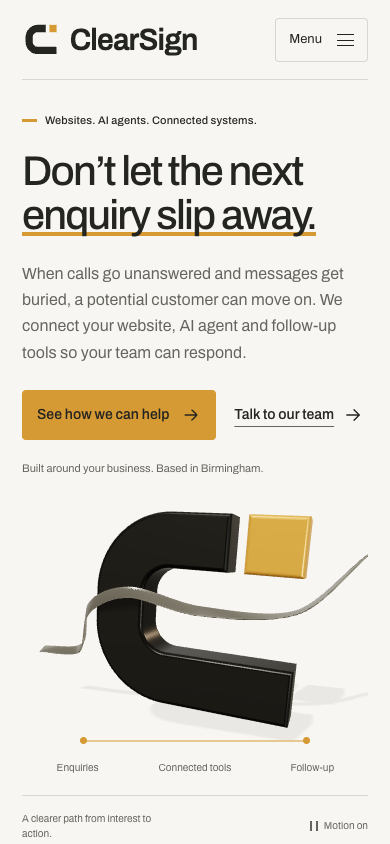 ClearSign
Menu
Websites. AI agents. Connected systems.
Don’t let the next
enquiry slip away.
When calls go unanswered and messages get
buried, a potential customer can move on. We
connect your website, AI agent and follow-up
tools so your team can respond.
See how we can help
Talk to our team
Built around your business. Based in Birmingham.
Enquiries
Connected tools
Follow-up
A clearer path from interest to
action.
Motion on